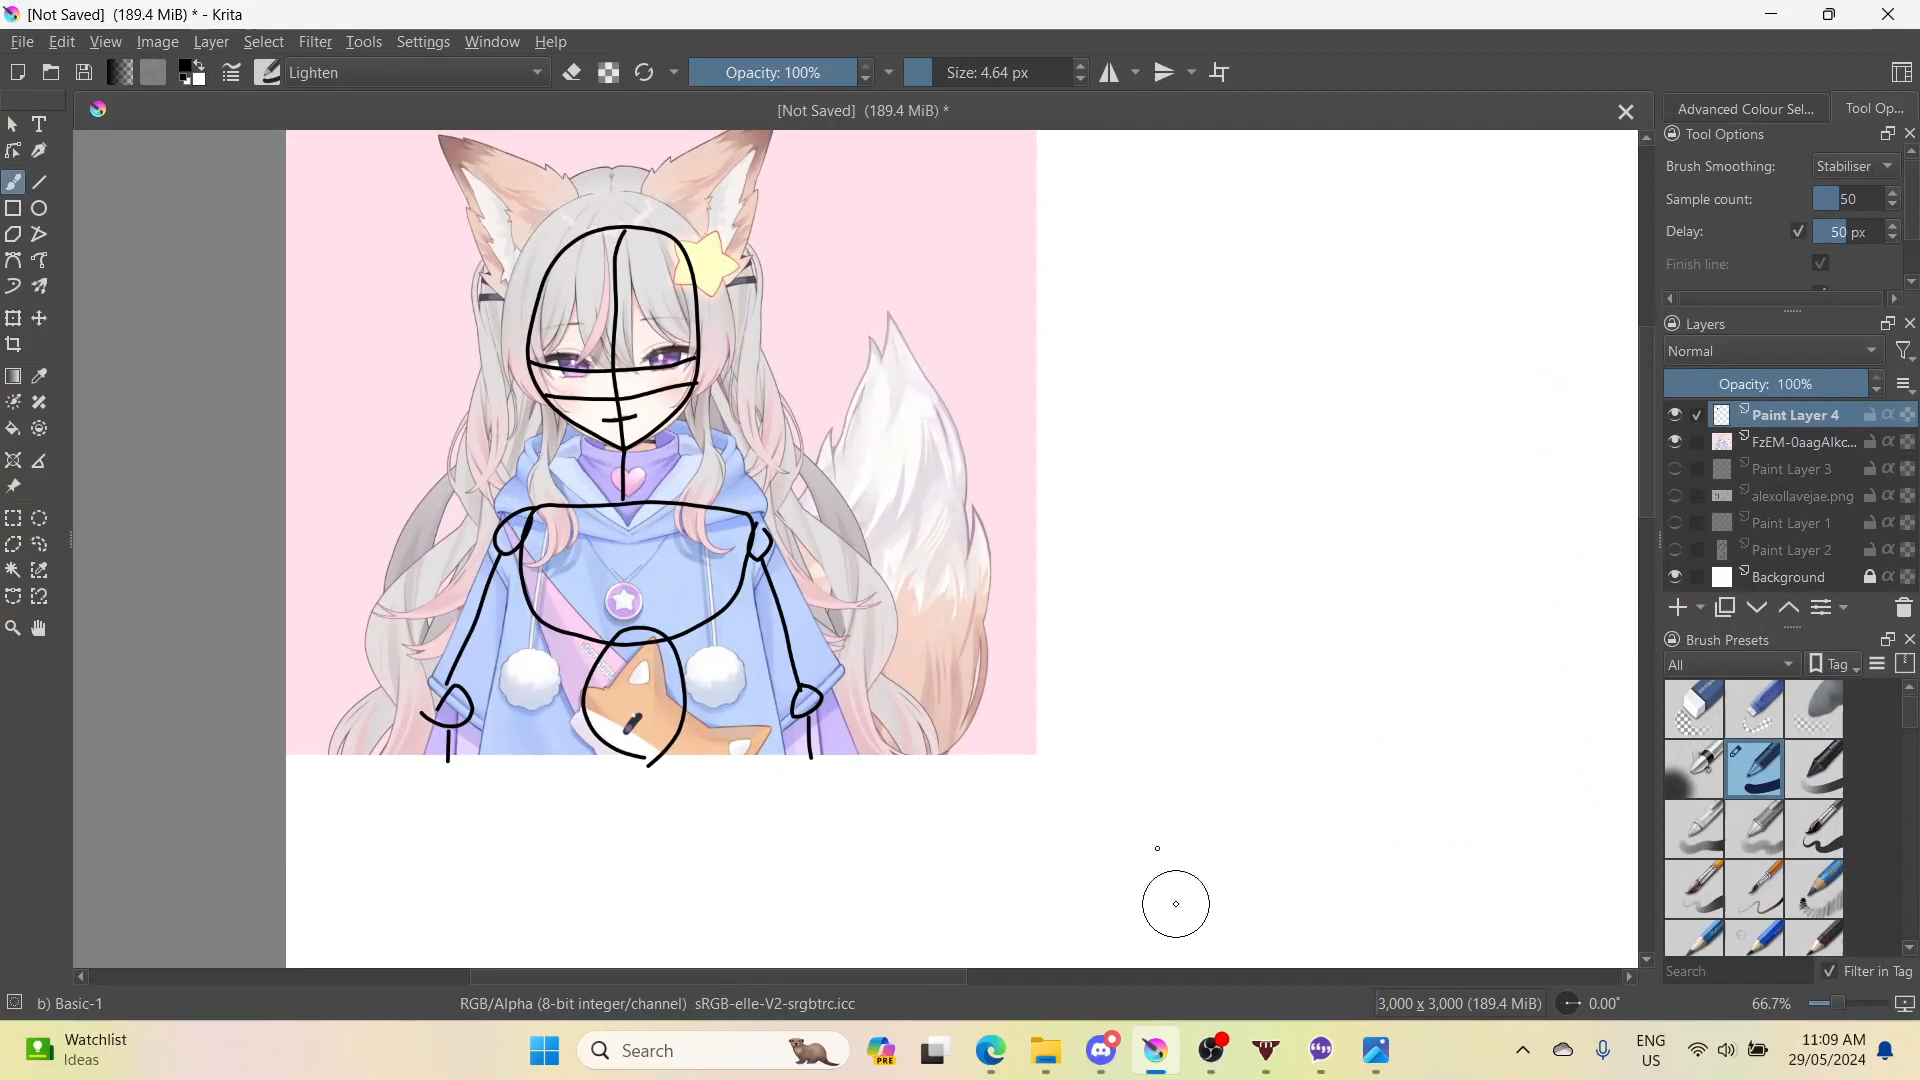 [Not Saved] (189.4 MiB) * - Krita
File Edit View Image Layer Select Filter Tools Settings Window Help
Lighten Opacity: 100% Size: 4.64 px
[Not Saved] (189.4 MiB) *
Advanced Colour Sel... Tool Op...
Tool Options
Brush Smoothing: Stabiliser
Sample count: 50
Delay: 50 px
Finish line:
Layers
Normal
Opacity: 100%
Paint Layer 4
FzEM-0aagAIkc...
Paint Layer 3
alexollavejae.png
Paint Layer 1
Paint Layer 2
Background
Brush Presets
All Tag
Search Filter in Tag
b) Basic-1 RGB/Alpha (8-bit integer/channel) sRGB-elle-V2-srgbtrc.icc 3,000 x 3,000 (189.4 MiB) 0.00° 66.7%
Watchlist
Ideas
Search
PRE
ENG
US
11:09 AM
29/05/2024